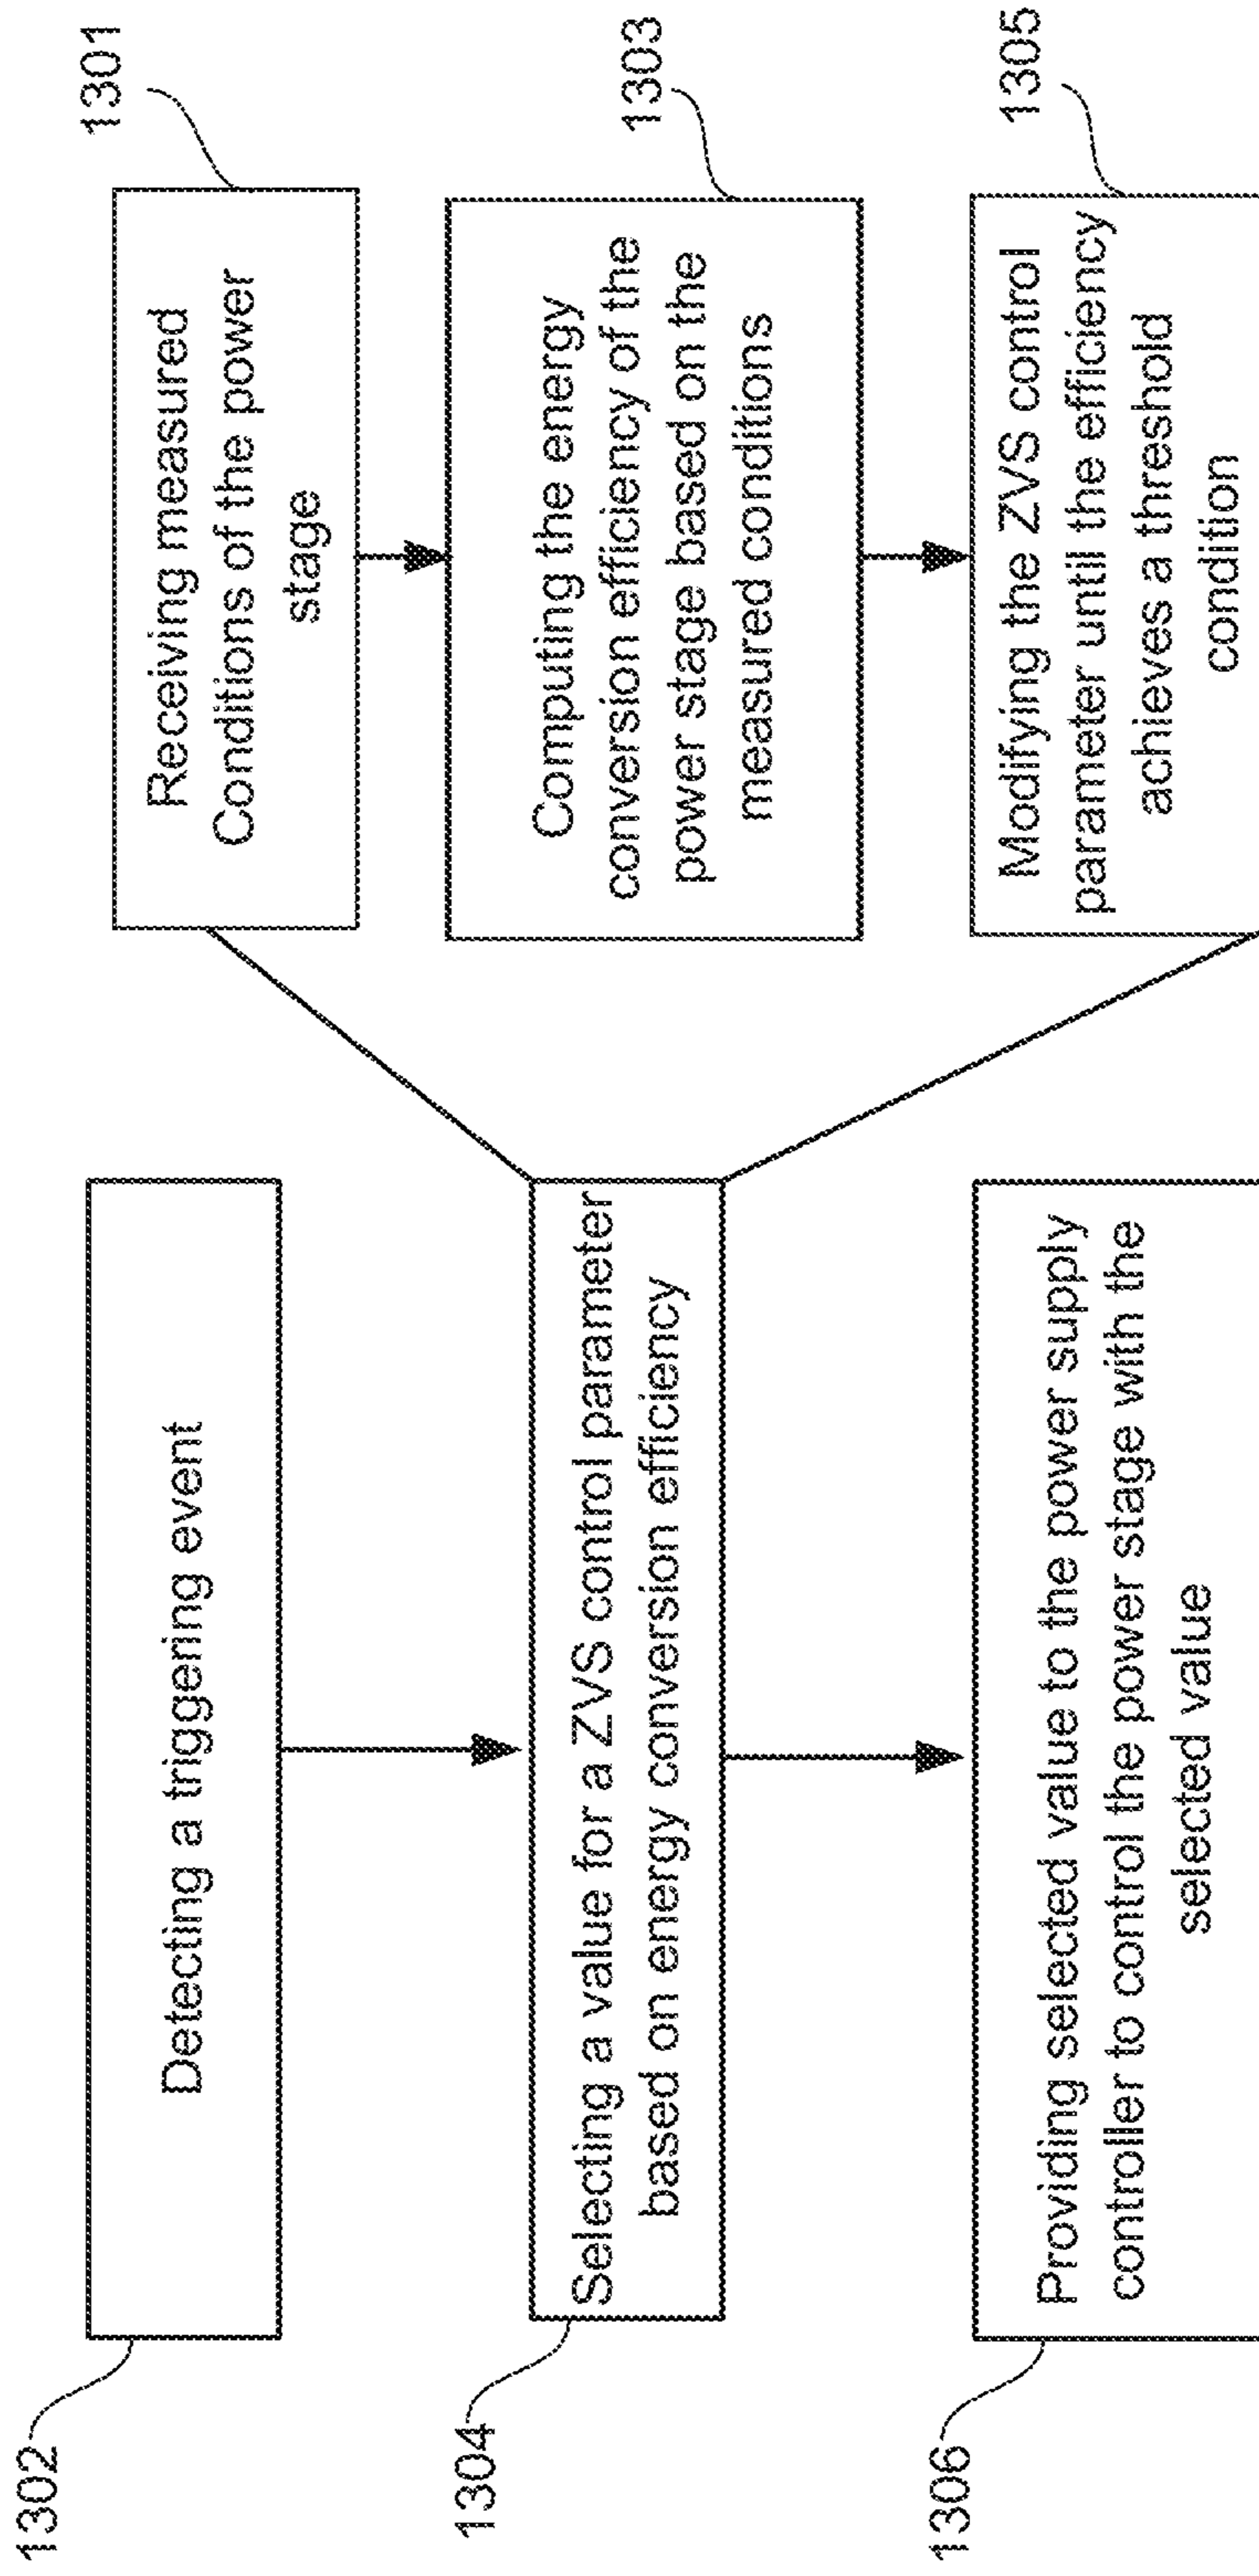 1302
Detecting a triggering event
1304
Selecting a value for a ZVS control parameter
based on energy conversion efficiency
1306
Providing selected value to the power supply
controller to control the power stage with the
selected value
1301
Receiving measured
Conditions of the power
stage
1303
Computing the energy
conversion efficiency of the
power stage based on the
measured conditions
1305
Modifying the ZVS control
parameter until the efficiency
achieves a threshold
condition